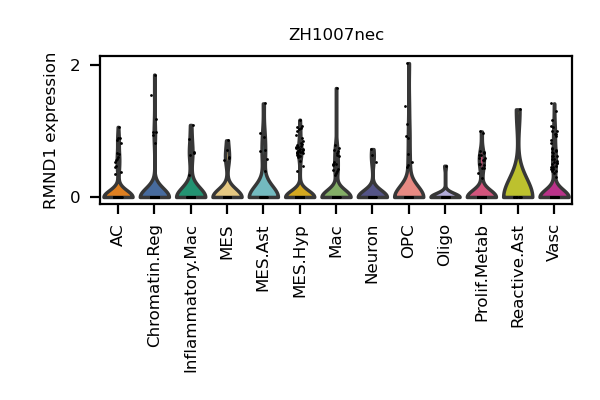 ZH1007nec
RMND1 expression
2
0
AC
Chromatin.Reg
Inflammatory.Mac
MES
MES.Ast
MES.Hyp
Mac
Neuron
OPC
Oligo
Prolif.Metab
Reactive.Ast
Vasc